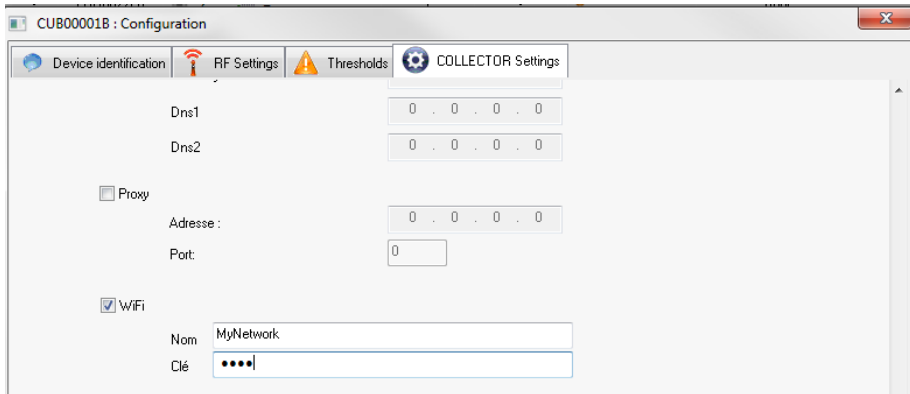 CUB00001B : Configuration
Device identification RF Settings Thresholds COLLECTOR Settings
Dns1 0 . 0 . 0 . 0
Dns2 0 . 0 . 0 . 0
Proxy
Adresse : 0 . 0 . 0 . 0
Port: 0
WiFi
Nom MyNetwork
Clé ••••